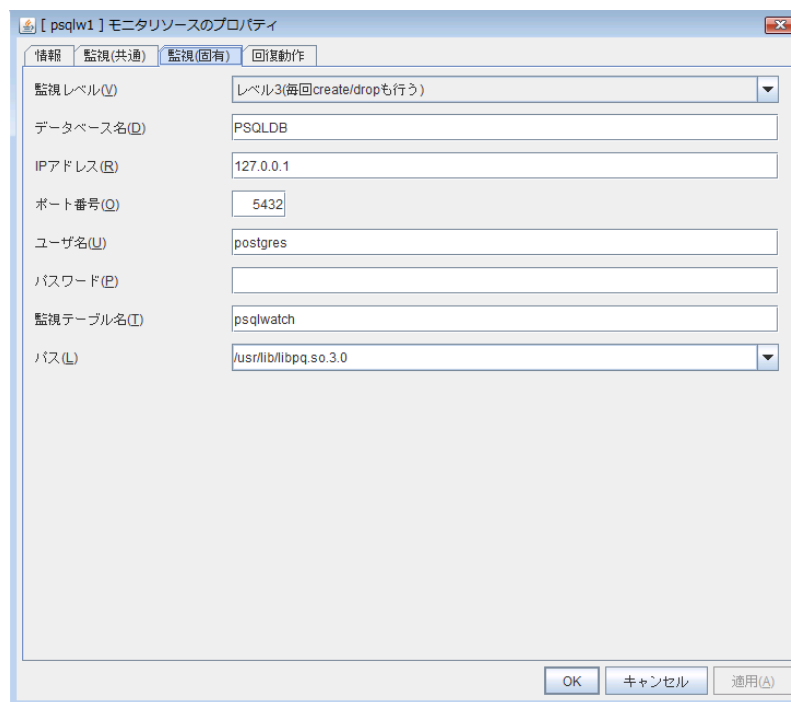 [ psqlw1 ] モニタリソースのプロパティ
情報 監視(共通) 監視(固有) 回復動作
監視レベル(V) レベル3(毎回create/dropも行う)
データベース名(D) PSQLDB
IPアドレス(R) 127.0.0.1
ポート番号(O) 5432
ユーザ名(U) postgres
パスワード(P)
監視テーブル名(T) psqlwatch
パス(L) /usr/lib/libpq.so.3.0
OK キャンセル 適用(A)